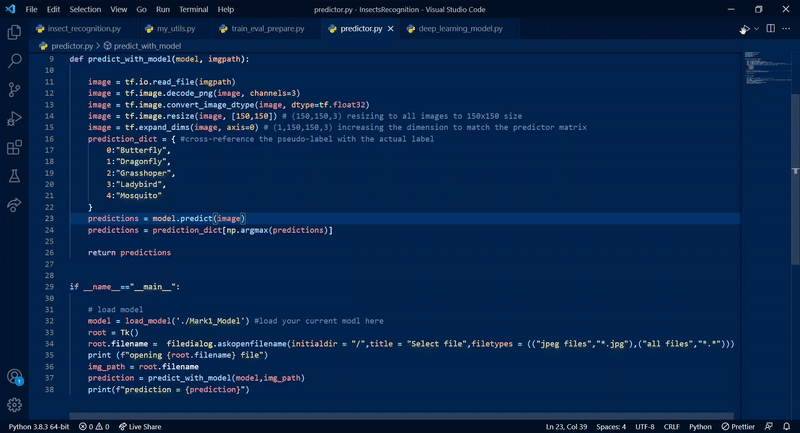 File Edit Selection View Go Run Terminal Help
predictor.py - InsectsRecognition - Visual Studio Code
insect_recognition.py my_utils.py train_eval_prepare.py predictor.py deep_learning_model.py
predictor.py > predict_with_model
9 def predict_with_model(model, imgpath):
10
11 image = tf.io.read_file(imgpath)
12 image = tf.image.decode_png(image, channels=3)
13 image = tf.image.convert_image_dtype(image, dtype=tf.float32)
14 image = tf.image.resize(image, [150,150]) # (150,150,3) resizing to all images to 150x150 size
15 image = tf.expand_dims(image, axis=0) # (1,150,150,3) increasing the dimension to match the predictor matrix
16 prediction_dict = { #cross-reference the pseudo-label with the actual label
17 0:"Butterfly",
18 1:"Dragonfly",
19 2:"Grasshoper",
20 3:"Ladybird",
21 4:"Mosquito"
22 }
23 predictions = model.predict(image)
24 predictions = prediction_dict[np.argmax(predictions)]
25
26 return predictions
27
28
29 if __name__=="__main__":
30
31 # load model
32 model = load_model('./Mark1_Model') #load your current modl here
33 root = Tk()
34 root.filename = filedialog.askopenfilename(initialdir = "/",title = "Select file",filetypes = (("jpeg files","*.jpg"),("all files","*.*")))
35 print (f"opening {root.filename} file")
36 img_path = root.filename
37 prediction = predict_with_model(model,img_path)
38 print(f"prediction = {prediction}")
1
Python 3.8.3 64-bit 0 0 Live Share Ln 23, Col 39 Spaces: 4 UTF-8 CRLF Python Prettier